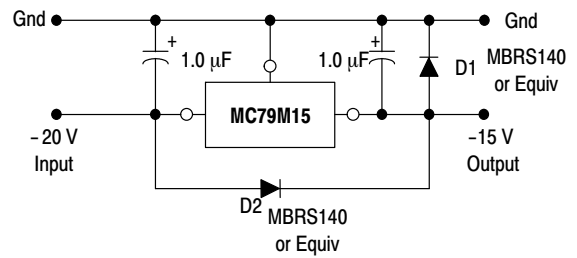 Gnd
Gnd
+
1.0 μF
1.0 μF
+
D1
MBRS140
or Equiv
MC79M15
–20 V
Input
–15 V
Output
D2
MBRS140
or Equiv